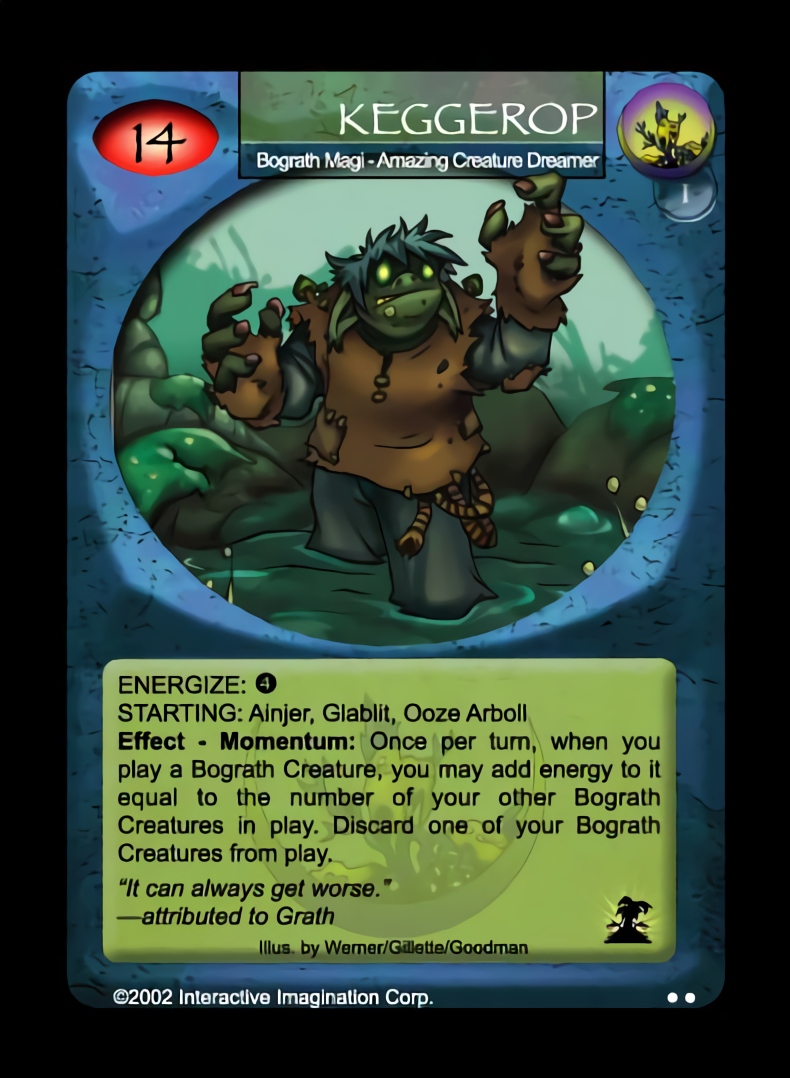 14
KEGGEROP
Bograth Magi - Amazing Creature Dreamer
1
ENERGIZE: 4
STARTING: Ainjer, Glablit, Ooze Arboll
Effect - Momentum: Once per turn, when you
play a Bograth Creature, you may add energy to it
equal to the number of your other Bograth
Creatures in play. Discard one of your Bograth
Creatures from play.
"It can always get worse."
—attributed to Grath
Illus. by Werner/Gillette/Goodman
©2002 Interactive Imagination Corp.